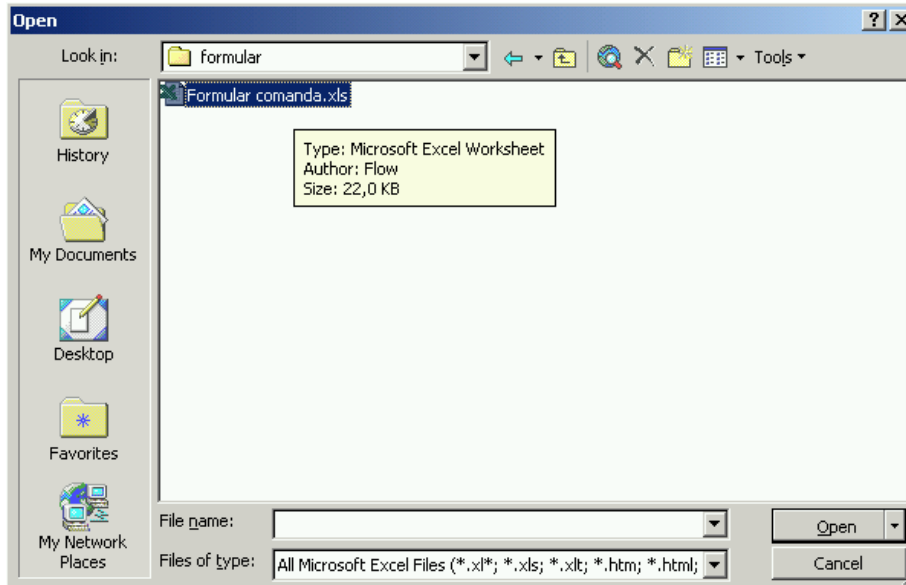 Open
Look in:
formular
Tools
Formular comanda.xls
Type: Microsoft Excel Worksheet
Author: Flow
Size: 22,0 KB
History
My Documents
Desktop
Favorites
My Network
Places
File name:
Open
Files of type:
All Microsoft Excel Files (*.xl*; *.xls; *.xlt; *.htm; *.html;
Cancel